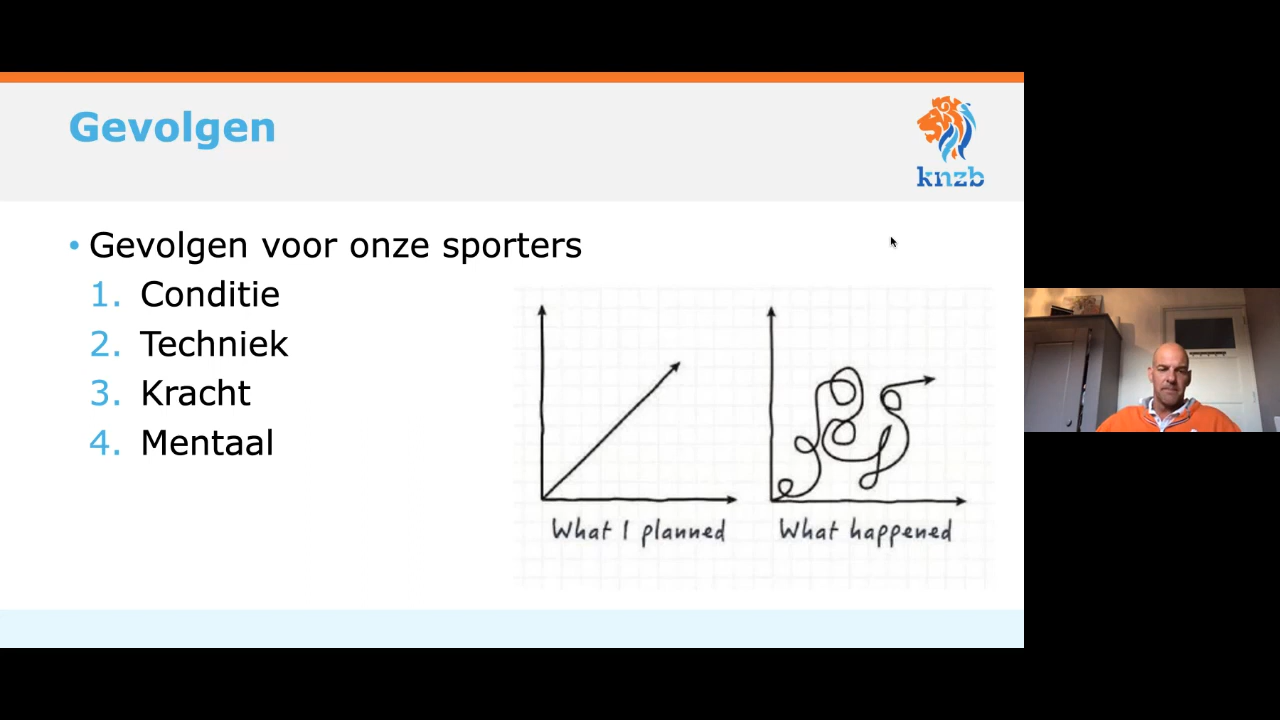 Gevolgen
knzb
• Gevolgen voor onze sporters
1. Conditie
2. Techniek
3. Kracht
4. Mentaal
What I planned
What happened